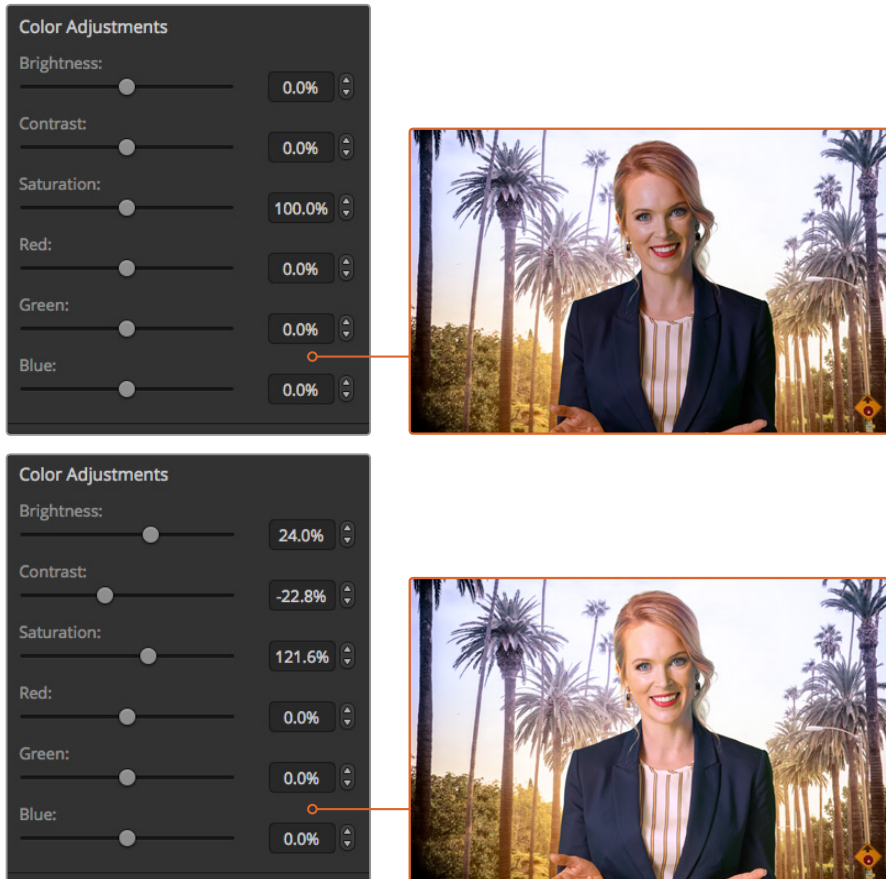 Color Adjustments
Brightness:
0.0%
Contrast:
0.0%
Saturation:
100.0%
Red:
0.0%
Green:
0.0%
Blue:
0.0%
Color Adjustments
Brightness:
24.0%
Contrast:
-22.8%
Saturation:
121.6%
Red:
0.0%
Green:
0.0%
Blue:
0.0%